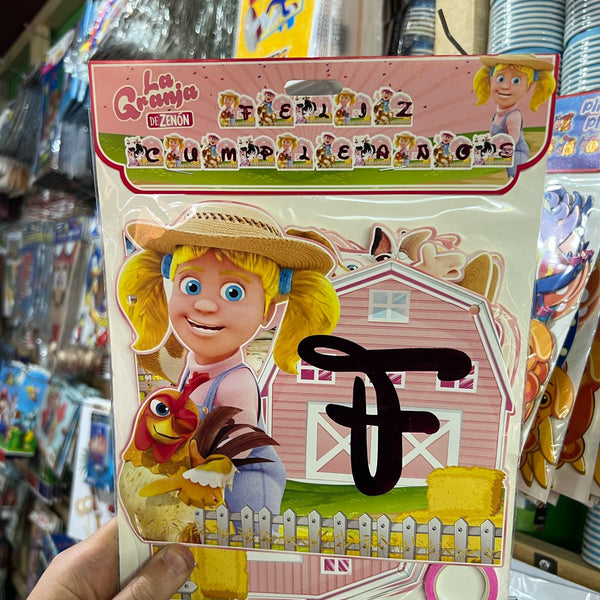 La
Granja
DE ZENÓN
FELIZ
CUMPLEAÑOS
F